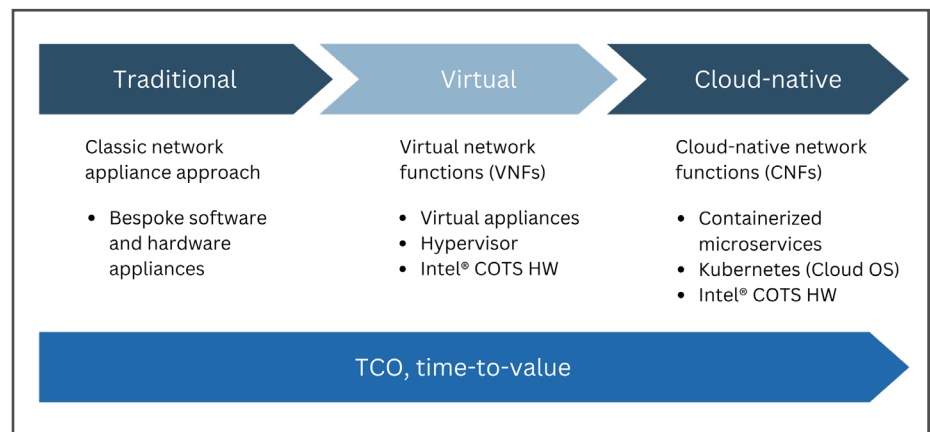 Traditional
Virtual
Cloud-native
Classic network
appliance approach
• Bespoke software
and hardware
appliances
Virtual network
functions (VNFs)
• Virtual appliances
• Hypervisor
• Intel® COTS HW
Cloud-native network
functions (CNFs)
• Containerized
microservices
• Kubernetes (Cloud OS)
• Intel® COTS HW
TCO, time-to-value